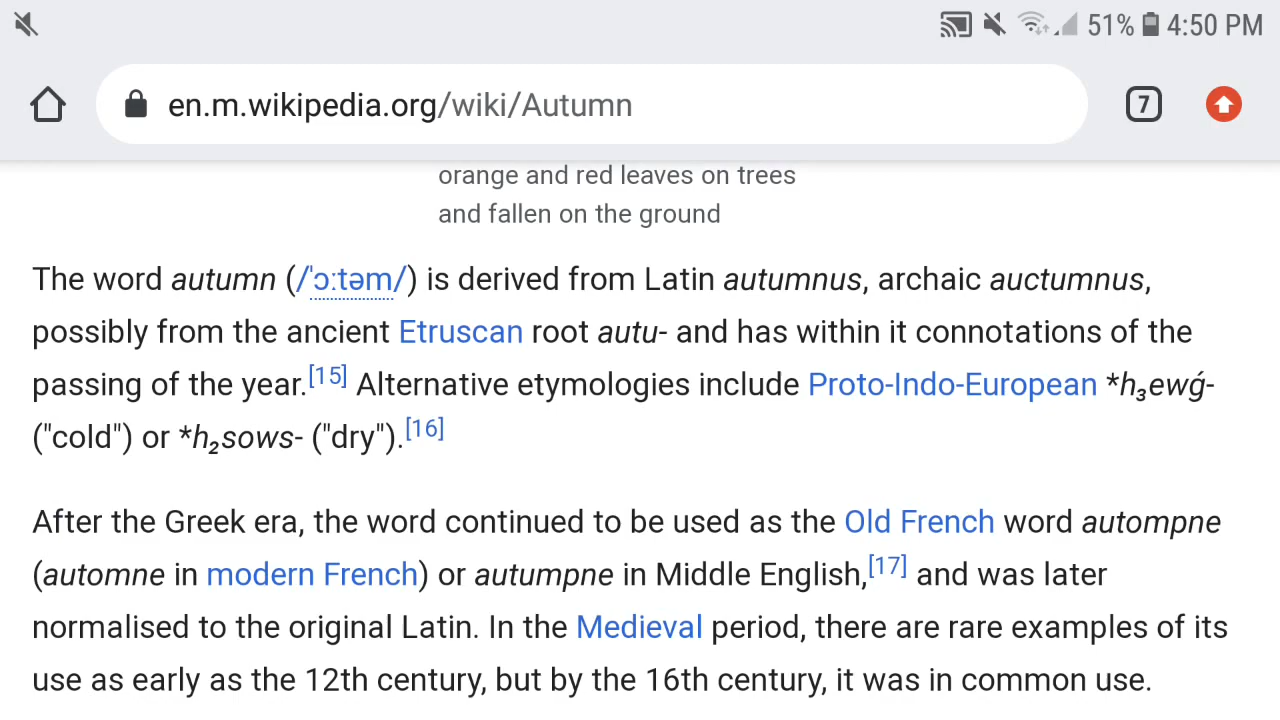 51% 4:50 PM
en.m.wikipedia.org/wiki/Autumn
7
orange and red leaves on trees
and fallen on the ground
The word autumn (/ˈɔːtəm/) is derived from Latin autumnus, archaic auctumnus,
possibly from the ancient Etruscan root autu- and has within it connotations of the
passing of the year.[15] Alternative etymologies include Proto-Indo-European *h₃ewǵ-
("cold") or *h₂sows- ("dry").[16]
After the Greek era, the word continued to be used as the Old French word autompne
(automne in modern French) or autumpne in Middle English,[17] and was later
normalised to the original Latin. In the Medieval period, there are rare examples of its
use as early as the 12th century, but by the 16th century, it was in common use.